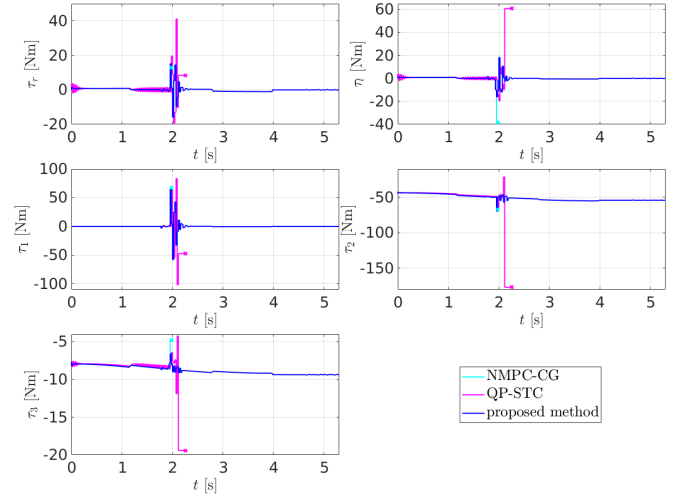 40
20
0
-20
τr [Nm]
0 1 2 3 4 5
t [s]
60
40
20
0
-20
-40
τl [Nm]
0 1 2 3 4 5
t [s]
100
50
0
-50
-100
τ1 [Nm]
0 1 2 3 4 5
t [s]
-50
-100
-150
τ2 [Nm]
0 1 2 3 4 5
t [s]
-5
-10
-15
-20
τ3 [Nm]
0 1 2 3 4 5
t [s]
NMPC-CG
QP-STC
proposed method